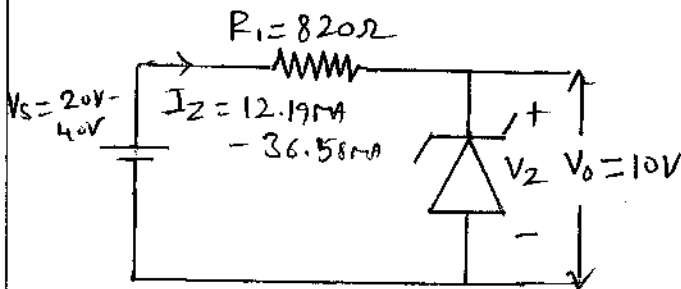 R1=820Ω
Vs=20V-
40V
IZ=12.19mA
-36.58mA
+
VZ
V0=10V
-